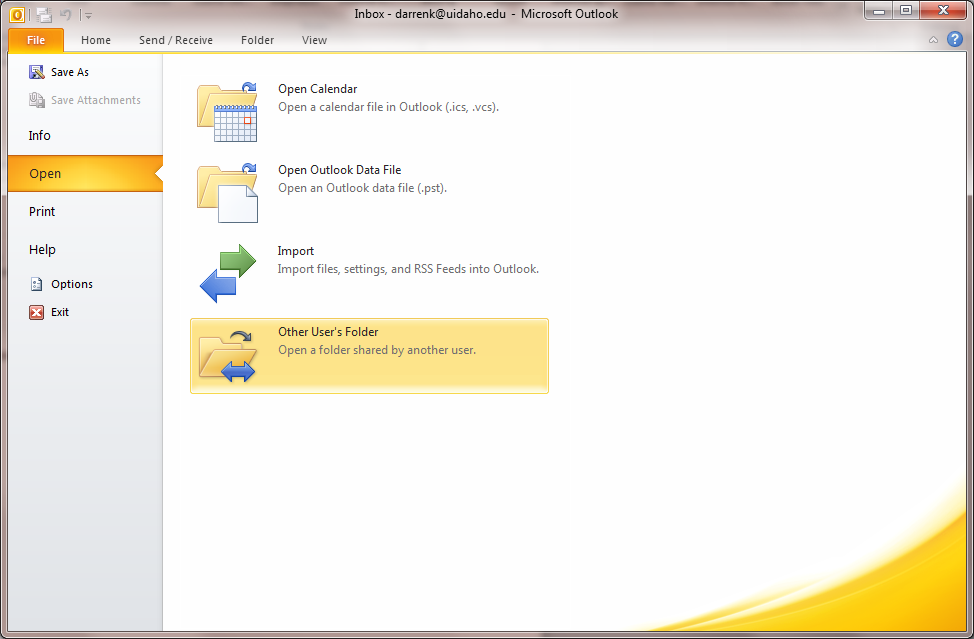 Inbox - darrenk@uidaho.edu - Microsoft Outlook
File Home Send / Receive Folder View
Save As
Save Attachments
Info
Open
Print
Help
Options
Exit
Open Calendar
Open a calendar file in Outlook (.ics, .vcs).
Open Outlook Data File
Open an Outlook data file (.pst).
Import
Import files, settings, and RSS Feeds into Outlook.
Other User's Folder
Open a folder shared by another user.